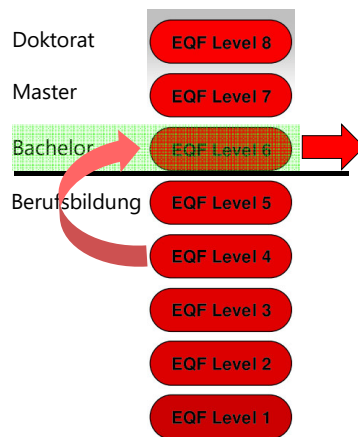 Doktorat EQF Level 8
Master EQF Level 7
Bachelor EQF Level 6
Berufsbildung EQF Level 5
EQF Level 4
EQF Level 3
EQF Level 2
EQF Level 1